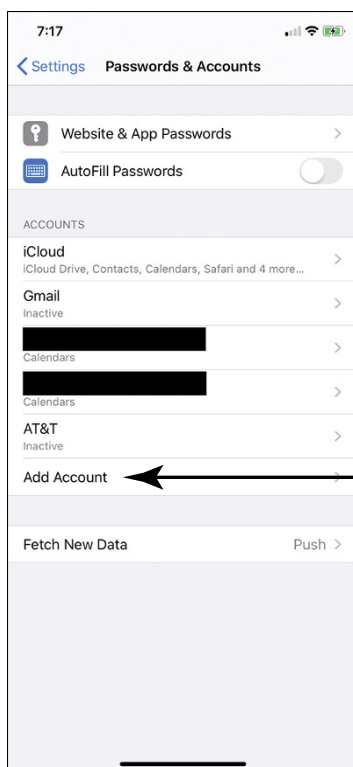 7:17
Settings Passwords & Accounts
Website & App Passwords
AutoFill Passwords
ACCOUNTS
iCloud
iCloud Drive, Contacts, Calendars, Safari and 4 more...
Gmail
Inactive
Calendars
Calendars
AT&T
Inactive
Add Account
Fetch New Data Push